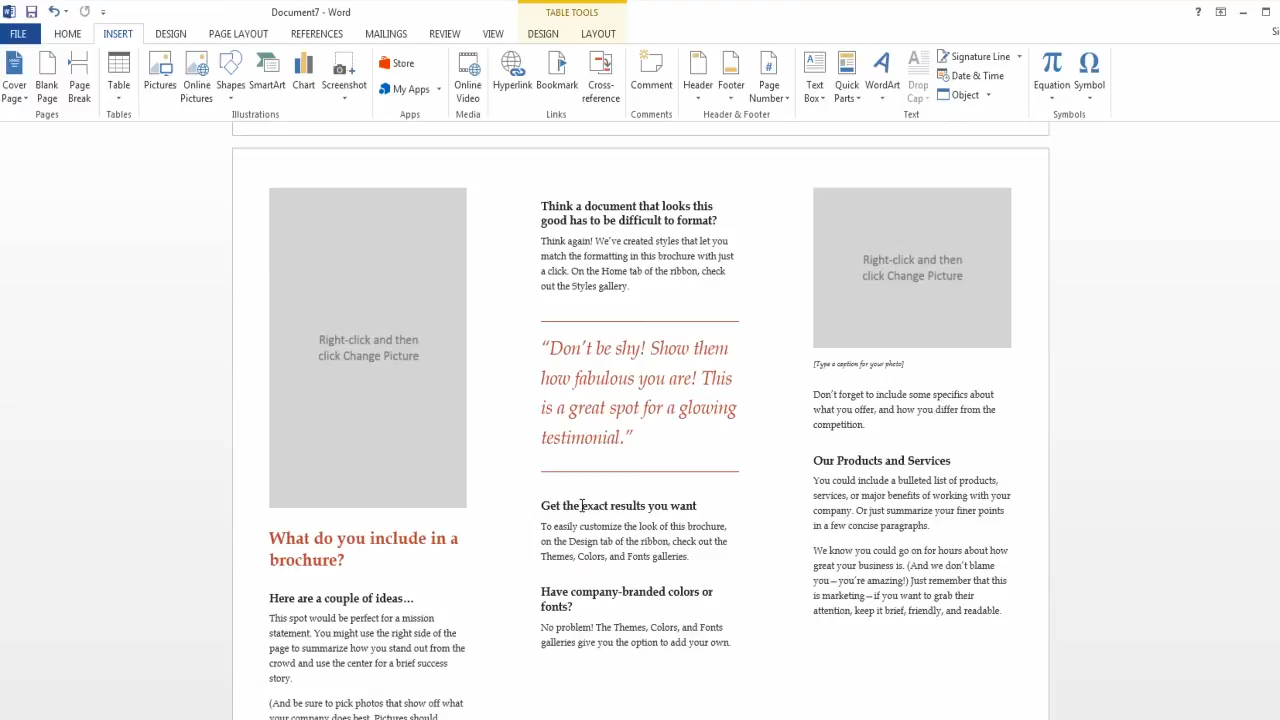 Document7 - Word
TABLE TOOLS
?
FILE
HOME
INSERT
DESIGN
PAGE LAYOUT
REFERENCES
MAILINGS
REVIEW
VIEW
DESIGN
LAYOUT
Si
Cover Page
Blank Page
Page Break
Table
Pictures
Online Pictures
Shapes
SmartArt
Chart
Screenshot
Store
My Apps
Online Video
Hyperlink
Bookmark
Cross-reference
Comment
Header
Footer
Page Number
Text Box
Quick Parts
WordArt
Drop Cap
Signature Line
Date & Time
Object
Equation
Symbol
Pages
Tables
Illustrations
Apps
Media
Links
Comments
Header & Footer
Text
Symbols
Right-click and then
click Change Picture
What do you include in a
brochure?
Here are a couple of ideas…
This spot would be perfect for a mission
statement. You might use the right side of the
page to summarize how you stand out from the
crowd and use the center for a brief success
story.
(And be sure to pick photos that show off what
your company does best. Pictures should
Think a document that looks this
good has to be difficult to format?
Think again! We’ve created styles that let you
match the formatting in this brochure with just
a click. On the Home tab of the ribbon, check
out the Styles gallery.
“Don’t be shy! Show them
how fabulous you are! This
is a great spot for a glowing
testimonial.”
Get the exact results you want
To easily customize the look of this brochure,
on the Design tab of the ribbon, check out the
Themes, Colors, and Fonts galleries.
Have company-branded colors or
fonts?
No problem! The Themes, Colors, and Fonts
galleries give you the option to add your own.
Right-click and then
click Change Picture
[Type a caption for your photo]
Don’t forget to include some specifics about
what you offer, and how you differ from the
competition.
Our Products and Services
You could include a bulleted list of products,
services, or major benefits of working with your
company. Or just summarize your finer points
in a few concise paragraphs.
We know you could go on for hours about how
great your business is. (And we don’t blame
you—you’re amazing!) Just remember that this
is marketing—if you want to grab their
attention, keep it brief, friendly, and readable.